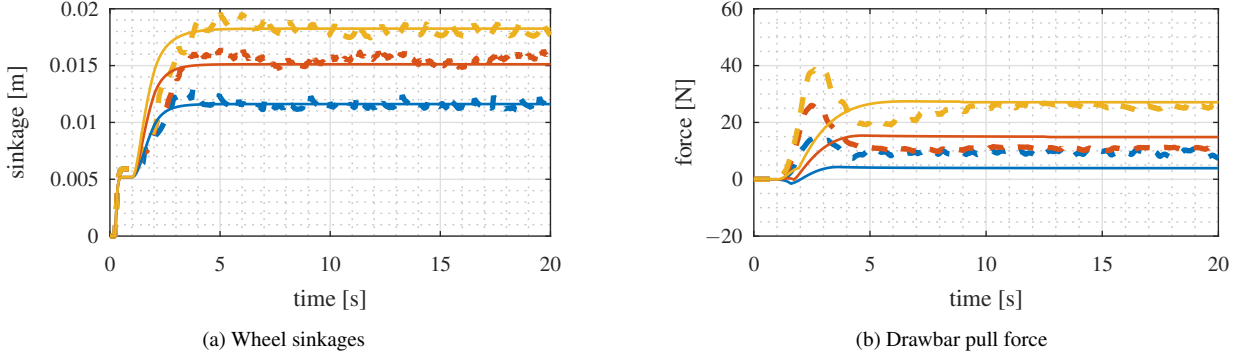 0.02
0.015
0.01
0.005
0
sinkage [m]
0 5 10 15 20
time [s]
(a) Wheel sinkages
60
40
20
0
−20
force [N]
0 5 10 15 20
time [s]
(b) Drawbar pull force